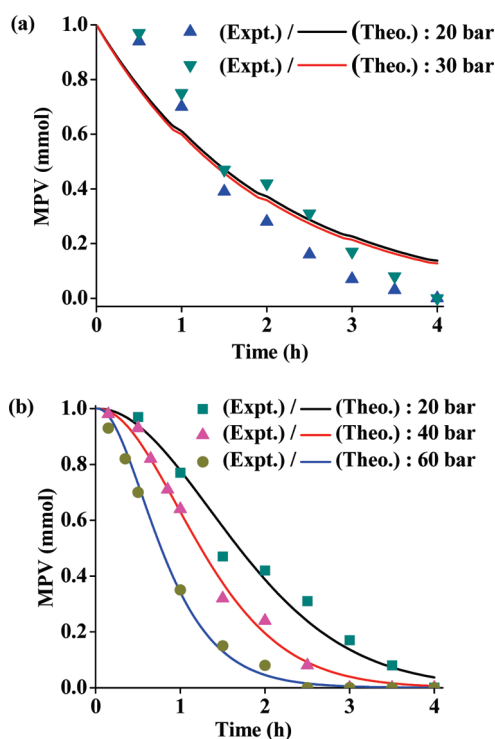 (a)
(Expt.) / (Theo.) : 20 bar
(Expt.) / (Theo.) : 30 bar
MPV (mmol)
1.0
0.8
0.6
0.4
0.2
0.0
0 1 2 3 4
Time (h)
(b)
(Expt.) / (Theo.) : 20 bar
(Expt.) / (Theo.) : 40 bar
(Expt.) / (Theo.) : 60 bar
MPV (mmol)
1.0
0.8
0.6
0.4
0.2
0.0
0 1 2 3 4
Time (h)